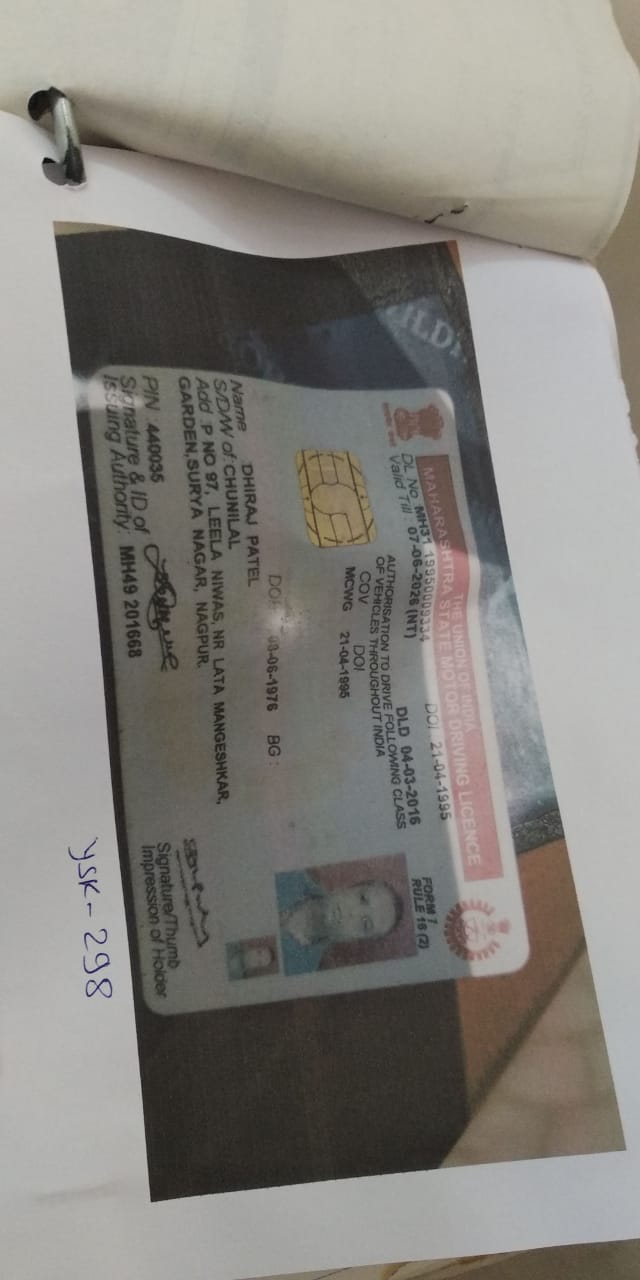 THE UNION OF INDIA
MAHARASHTRA STATE MOTOR DRIVING LICENCE
DL No. MH31 19950009334 DOI 21-04-1995
Valid Till : 07-06-2026 (NT) DLD 04-03-2016
FORM 7
RULE 16 (2)
AUTHORISATION TO DRIVE FOLLOWING CLASS
OF VEHICLES THROUGHOUT INDIA
COV DOI
MCWG 21-04-1995
DOB 08-06-1976 BG :
Name DHIRAJ PATEL
S/D/W of CHUNILAL
Add P NO 97, LEELA NIWAS, NR LATA MANGESHKAR,
GARDEN,SURYA NAGAR, NAGPUR.
PIN 440035
Signature & ID of
Issuing Authority: MH49 201668
Signature/Thumb
Impression of Holder
YSK - 298